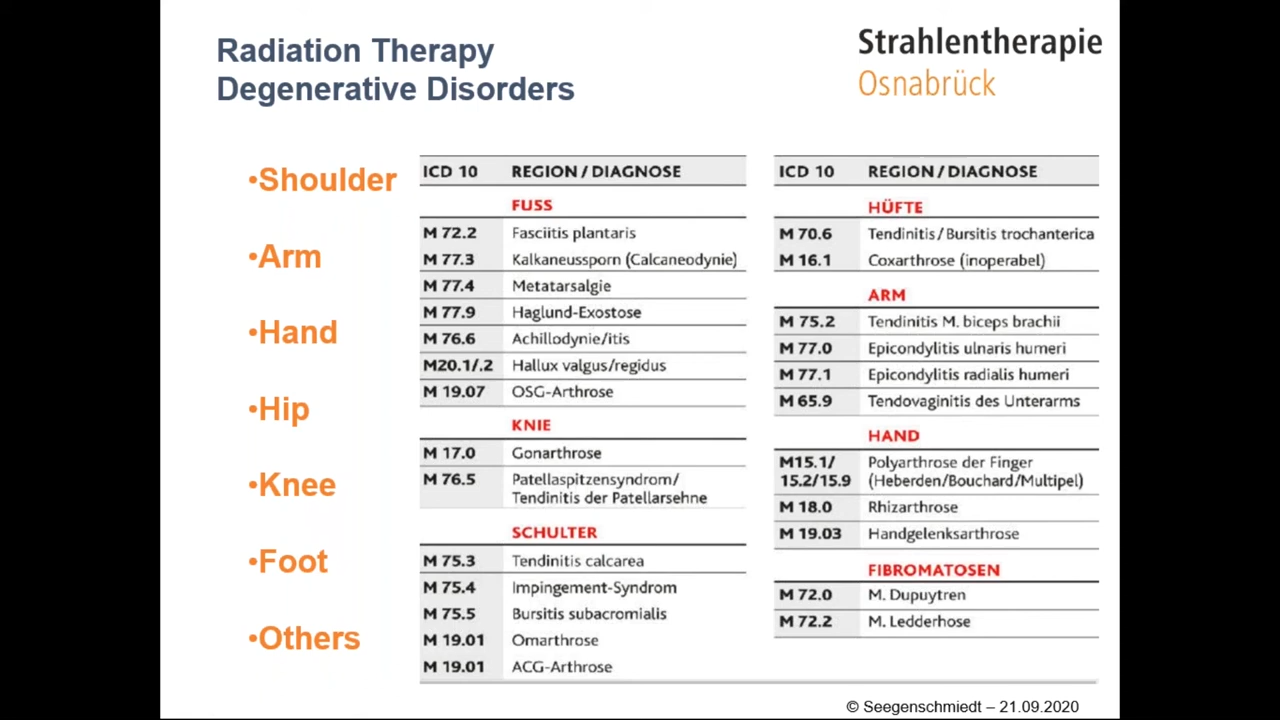 Radiation Therapy
Degenerative Disorders
Strahlentherapie
Osnabrück
•Shoulder
•Arm
•Hand
•Hip
•Knee
•Foot
•Others
ICD 10 REGION / DIAGNOSE
FUSS
M 72.2 Fasciitis plantaris
M 77.3 Kalkaneussporn (Calcaneodynie)
M 77.4 Metatarsalgie
M 77.9 Haglund-Exostose
M 76.6 Achillodynie/itis
M20.1/.2 Hallux valgus/regidus
M 19.07 OSG-Arthrose
KNIE
M 17.0 Gonarthrose
M 76.5 Patellaspitzensyndrom/
Tendinitis der Patellarsehne
SCHULTER
M 75.3 Tendinitis calcarea
M 75.4 Impingement-Syndrom
M 75.5 Bursitis subacromialis
M 19.01 Omarthrose
M 19.01 ACG-Arthrose
ICD 10 REGION / DIAGNOSE
HÜFTE
M 70.6 Tendinitis / Bursitis trochanterica
M 16.1 Coxarthrose (inoperabel)
ARM
M 75.2 Tendinitis M. biceps brachii
M 77.0 Epicondylitis ulnaris humeri
M 77.1 Epicondylitis radialis humeri
M 65.9 Tendovaginitis des Unterarms
HAND
M15.1/ Polyarthrose der Finger
15.2/15.9 (Heberden/Bouchard/Multipel)
M 18.0 Rhizarthrose
M 19.03 Handgelenksarthrose
FIBROMATOSEN
M 72.0 M. Dupuytren
M 72.2 M. Ledderhose
© Seegenschmiedt – 21.09.2020